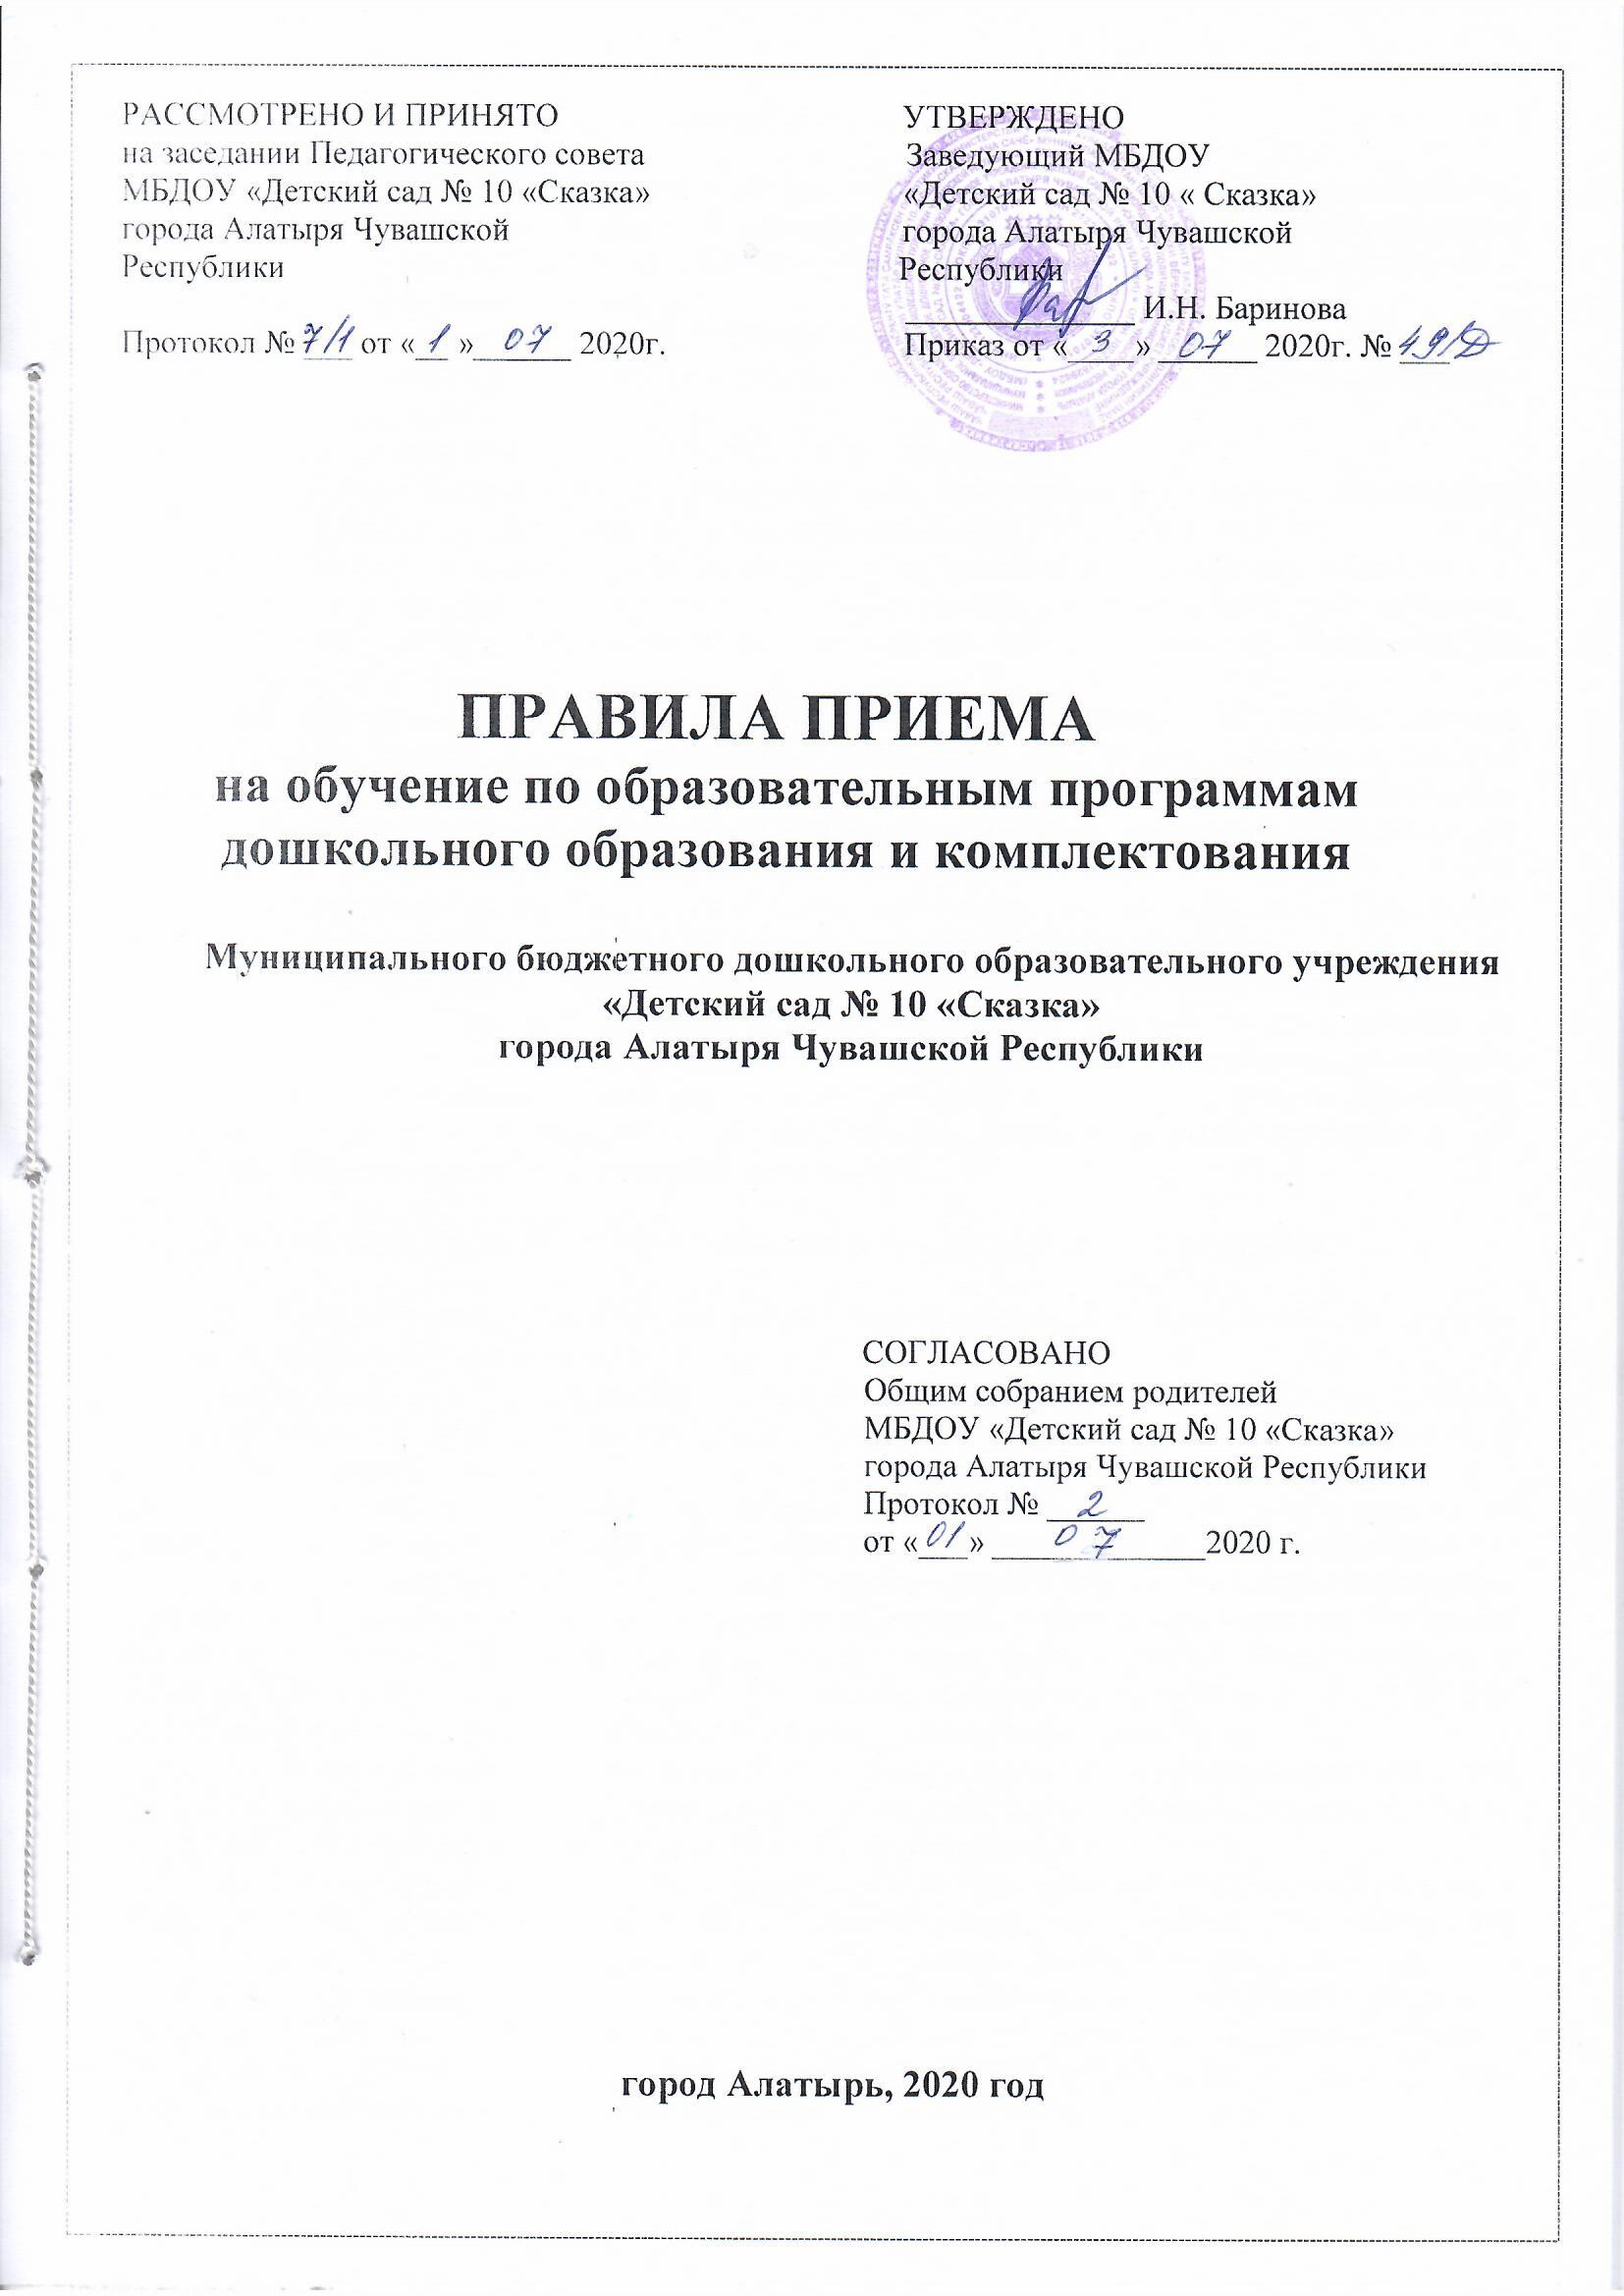 РАССМОТРЕНО И ПРИНЯТО
на заседании Педагогического совета
МБДОУ «Детский сад № 10 «Сказка»
города Алатыря Чувашской
Республики
Протокол № 7/1 от « 1 » 07 2020г.
УТВЕРЖДЕНО
Заведующий МБДОУ
«Детский сад № 10 « Сказка»
города Алатыря Чувашской
Республики
И.Н. Баринова
Приказ от « 3 » 07 2020г. № 49/Д
ПРАВИЛА ПРИЕМА
на обучение по образовательным программам
дошкольного образования и комплектования
Муниципального бюджетного дошкольного образовательного учреждения
«Детский сад № 10 «Сказка»
города Алатыря Чувашской Республики
СОГЛАСОВАНО
Общим собранием родителей
МБДОУ «Детский сад № 10 «Сказка»
города Алатыря Чувашской Республики
Протокол № 2
от «01» 07 2020 г.
город Алатырь, 2020 год